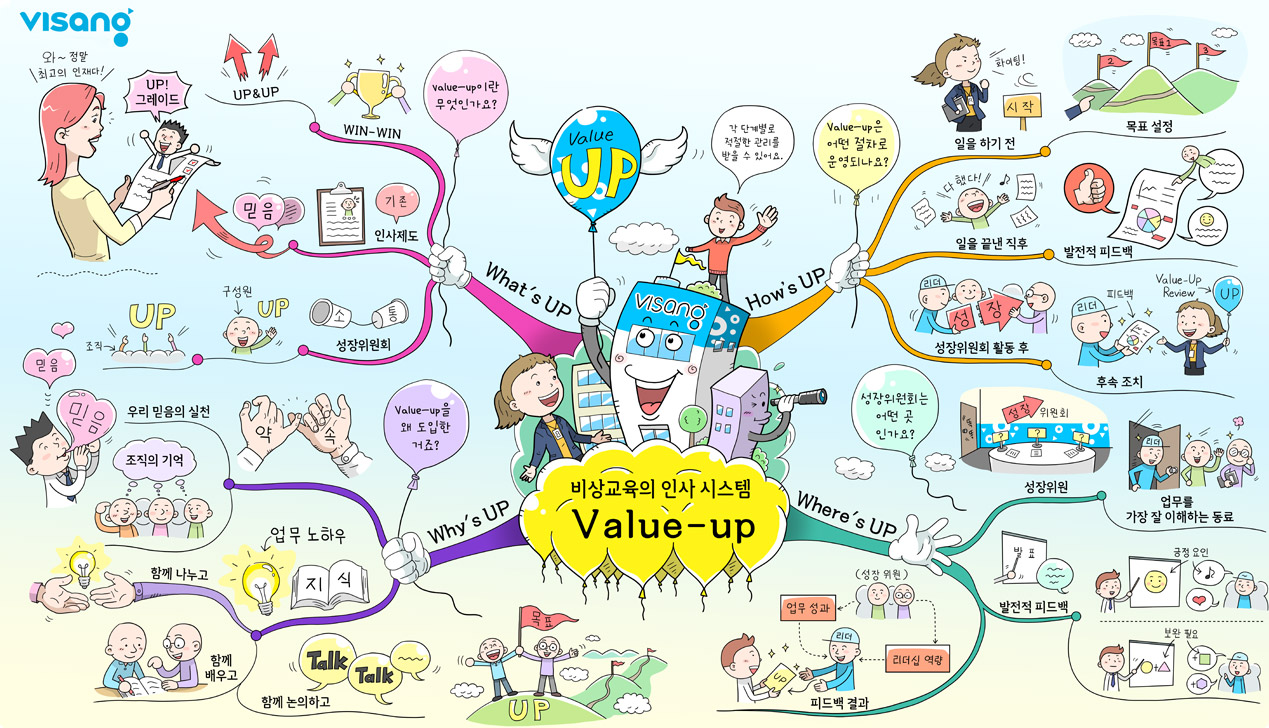 visang
와~ 정말
최고의 인재다!
UP!
그레이드
UP&UP
WIN-WIN
value-up이란
무엇인가요?
믿음
기존
인사제도
조직
UP
구성원
UP
소 통
성장위원회
What's UP
Value
UP
각 단계별로
적절한 관리를
받을 수 있어요.
visang
Value-up은
어떤 절차로
운영되나요?
How's UP
화이팅!
시작
일을 하기 전
2
목표 1
3
목표 설정
다 했다!
일을 끝낸 직후
발전적 피드백
리더
성 장
성장위원회 활동 후
리더
피드백
Value-Up
Review
UP
후속 조치
믿음
믿음
우리 믿음의 실천
조직의 기억
약 속
Value-up을
왜 도입한
거죠?
Why's UP
함께 나누고
업무 노하우
지 식
함께
배우고
Talk
Talk
함께 논의하고
목표
UP
비상교육의 인사 시스템
Value-up
성장위원회는
어떤 곳
인가요?
Where's UP
성장 위원회
?
?
?
성장위원
리더
업무를
가장 잘 이해하는 동료
발표
발전적 피드백
긍정 요인
보완 필요
(성장 위원)
업무 성과
리더
리더십 역량
UP
피드백 결과